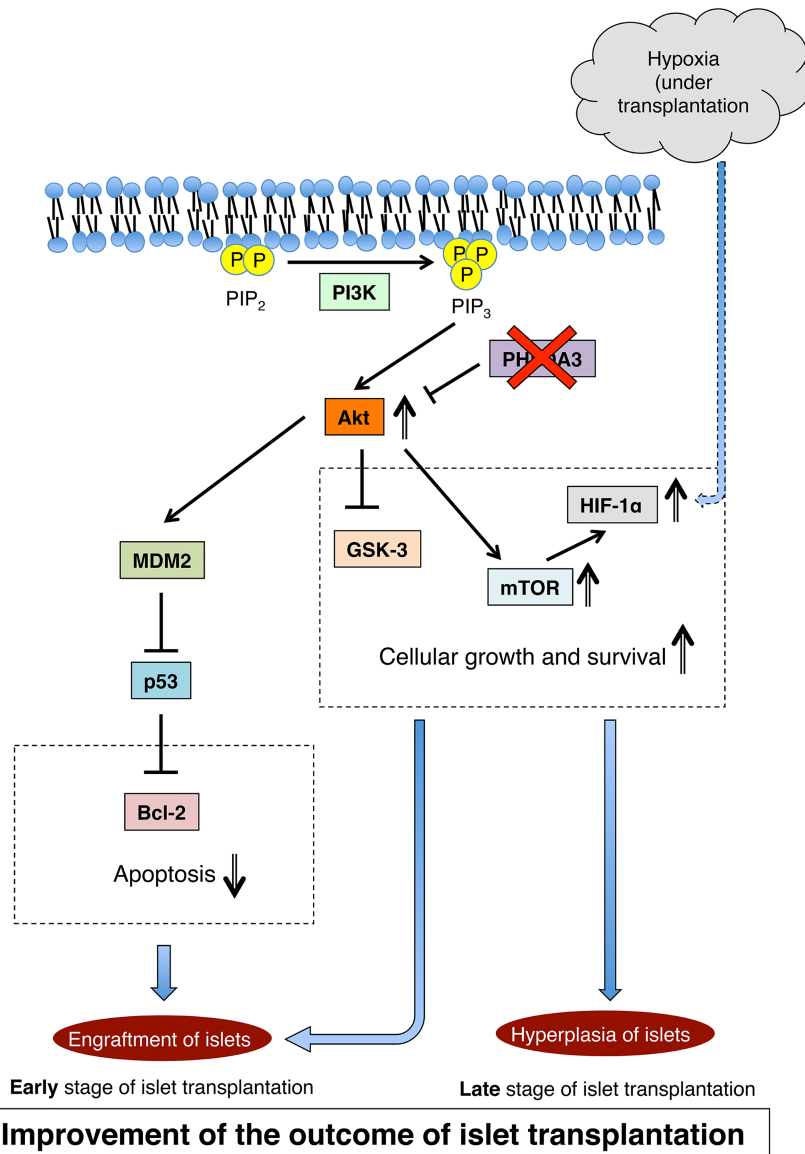 Hypoxia
(under
transplantation
P P
P P
P
PIP₂
PI3K
PIP₃
Akt
HIF-1α
GSK-3
MDM2
mTOR
Cellular growth and survival
p53
Bcl-2
Apoptosis
Engraftment of islets
Hyperplasia of islets
Early stage of islet transplantation
Late stage of islet transplantation
Improvement of the outcome of islet transplantation